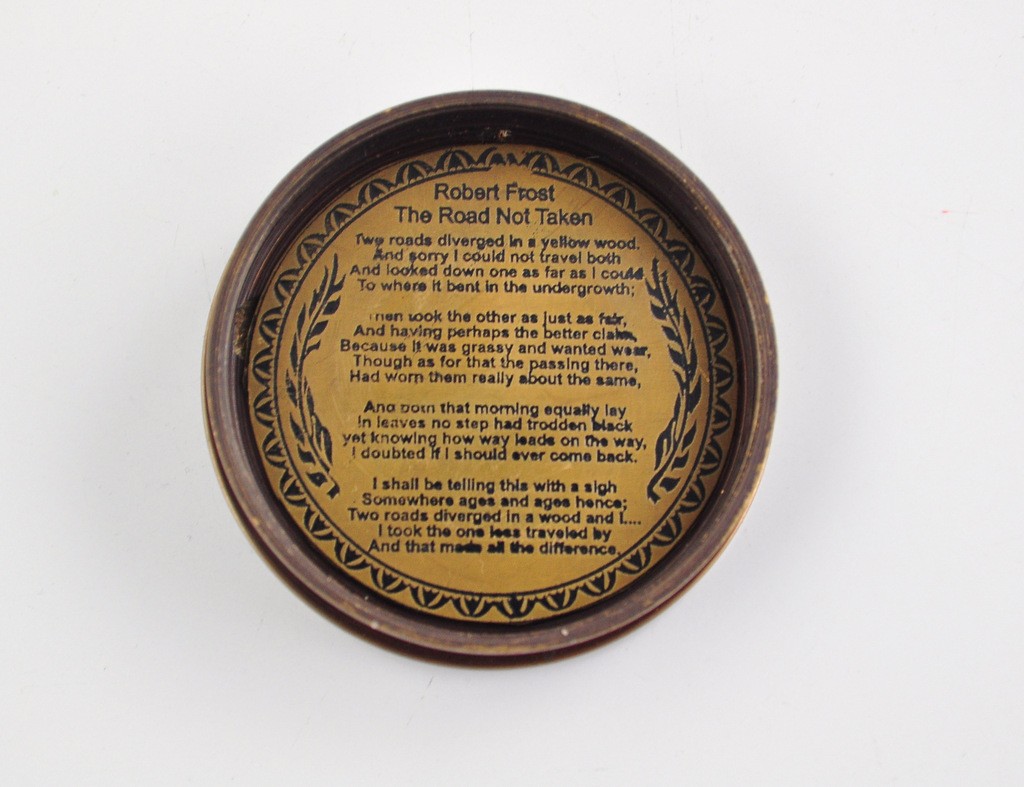 Robert Frost
The Road Not Taken
Two roads diverged in a yellow wood.
And sorry I could not travel both
And looked down one as far as I could
To where it bent in the undergrowth;
Then took the other as just as fair,
And having perhaps the better claim,
Because it was grassy and wanted wear,
Though as for that the passing there,
Had worn them really about the same,
And both that morning equally lay
In leaves no step had trodden black
yet knowing how way leads on the way,
I doubted if I should ever come back.
I shall be telling this with a sigh
Somewhere ages and ages hence;
Two roads diverged in a wood and I....
I took the one less traveled by
And that made all the difference.